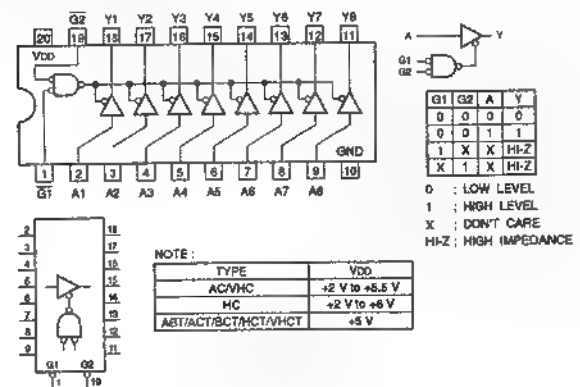 G2 Y1 Y2 Y3 Y4 Y5 Y6 Y7 Y8
20 19 18 17 16 15 14 13 12 11
VDD
GND
1 2 3 4 5 6 7 8 9 10
G1 A1 A2 A3 A4 A5 A6 A7 A8
A Y
G1
G2
G1 G2 A Y
0 0 0 0
0 0 1 1
1 X X HI-Z
X 1 X HI-Z
0 ; LOW LEVEL
1 ; HIGH LEVEL
X ; DON'T CARE
HI-Z ; HIGH IMPEDANCE
2 18
3 17
4 16
5 15
6 14
7 13
8 12
9 11
G1 G2
1 19
NOTE :
TYPE VDD
AC/VHC +2 V to +5.5 V
HC +2 V to +6 V
ABT/ACT/BCT/HCT/VHCT +5 V